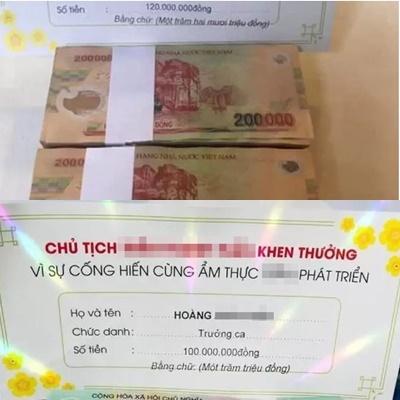 Số tiền : 120.000.000đồng
Bằng chữ: (Một trăm hai mươi triệu đồng)
200000
HÀNG NHÀ NƯỚC VIỆT NAM
ĐỒNG
200000
200
HÀNG NHÀ NƯỚC VIỆT NAM
CHỦ TỊCH KHEN THƯỞNG
VÌ SỰ CỐNG HIẾN CÙNG ẨM THỰC PHÁT TRIỂN
Họ và tên : HOÀNG
Chức danh: Trưởng ca
Số tiền : 100.000.000đồng
Bằng chữ: (Một trăm triệu đồng)
CỘNG HÒA XÃ HỘI CHỦ NGHĨA